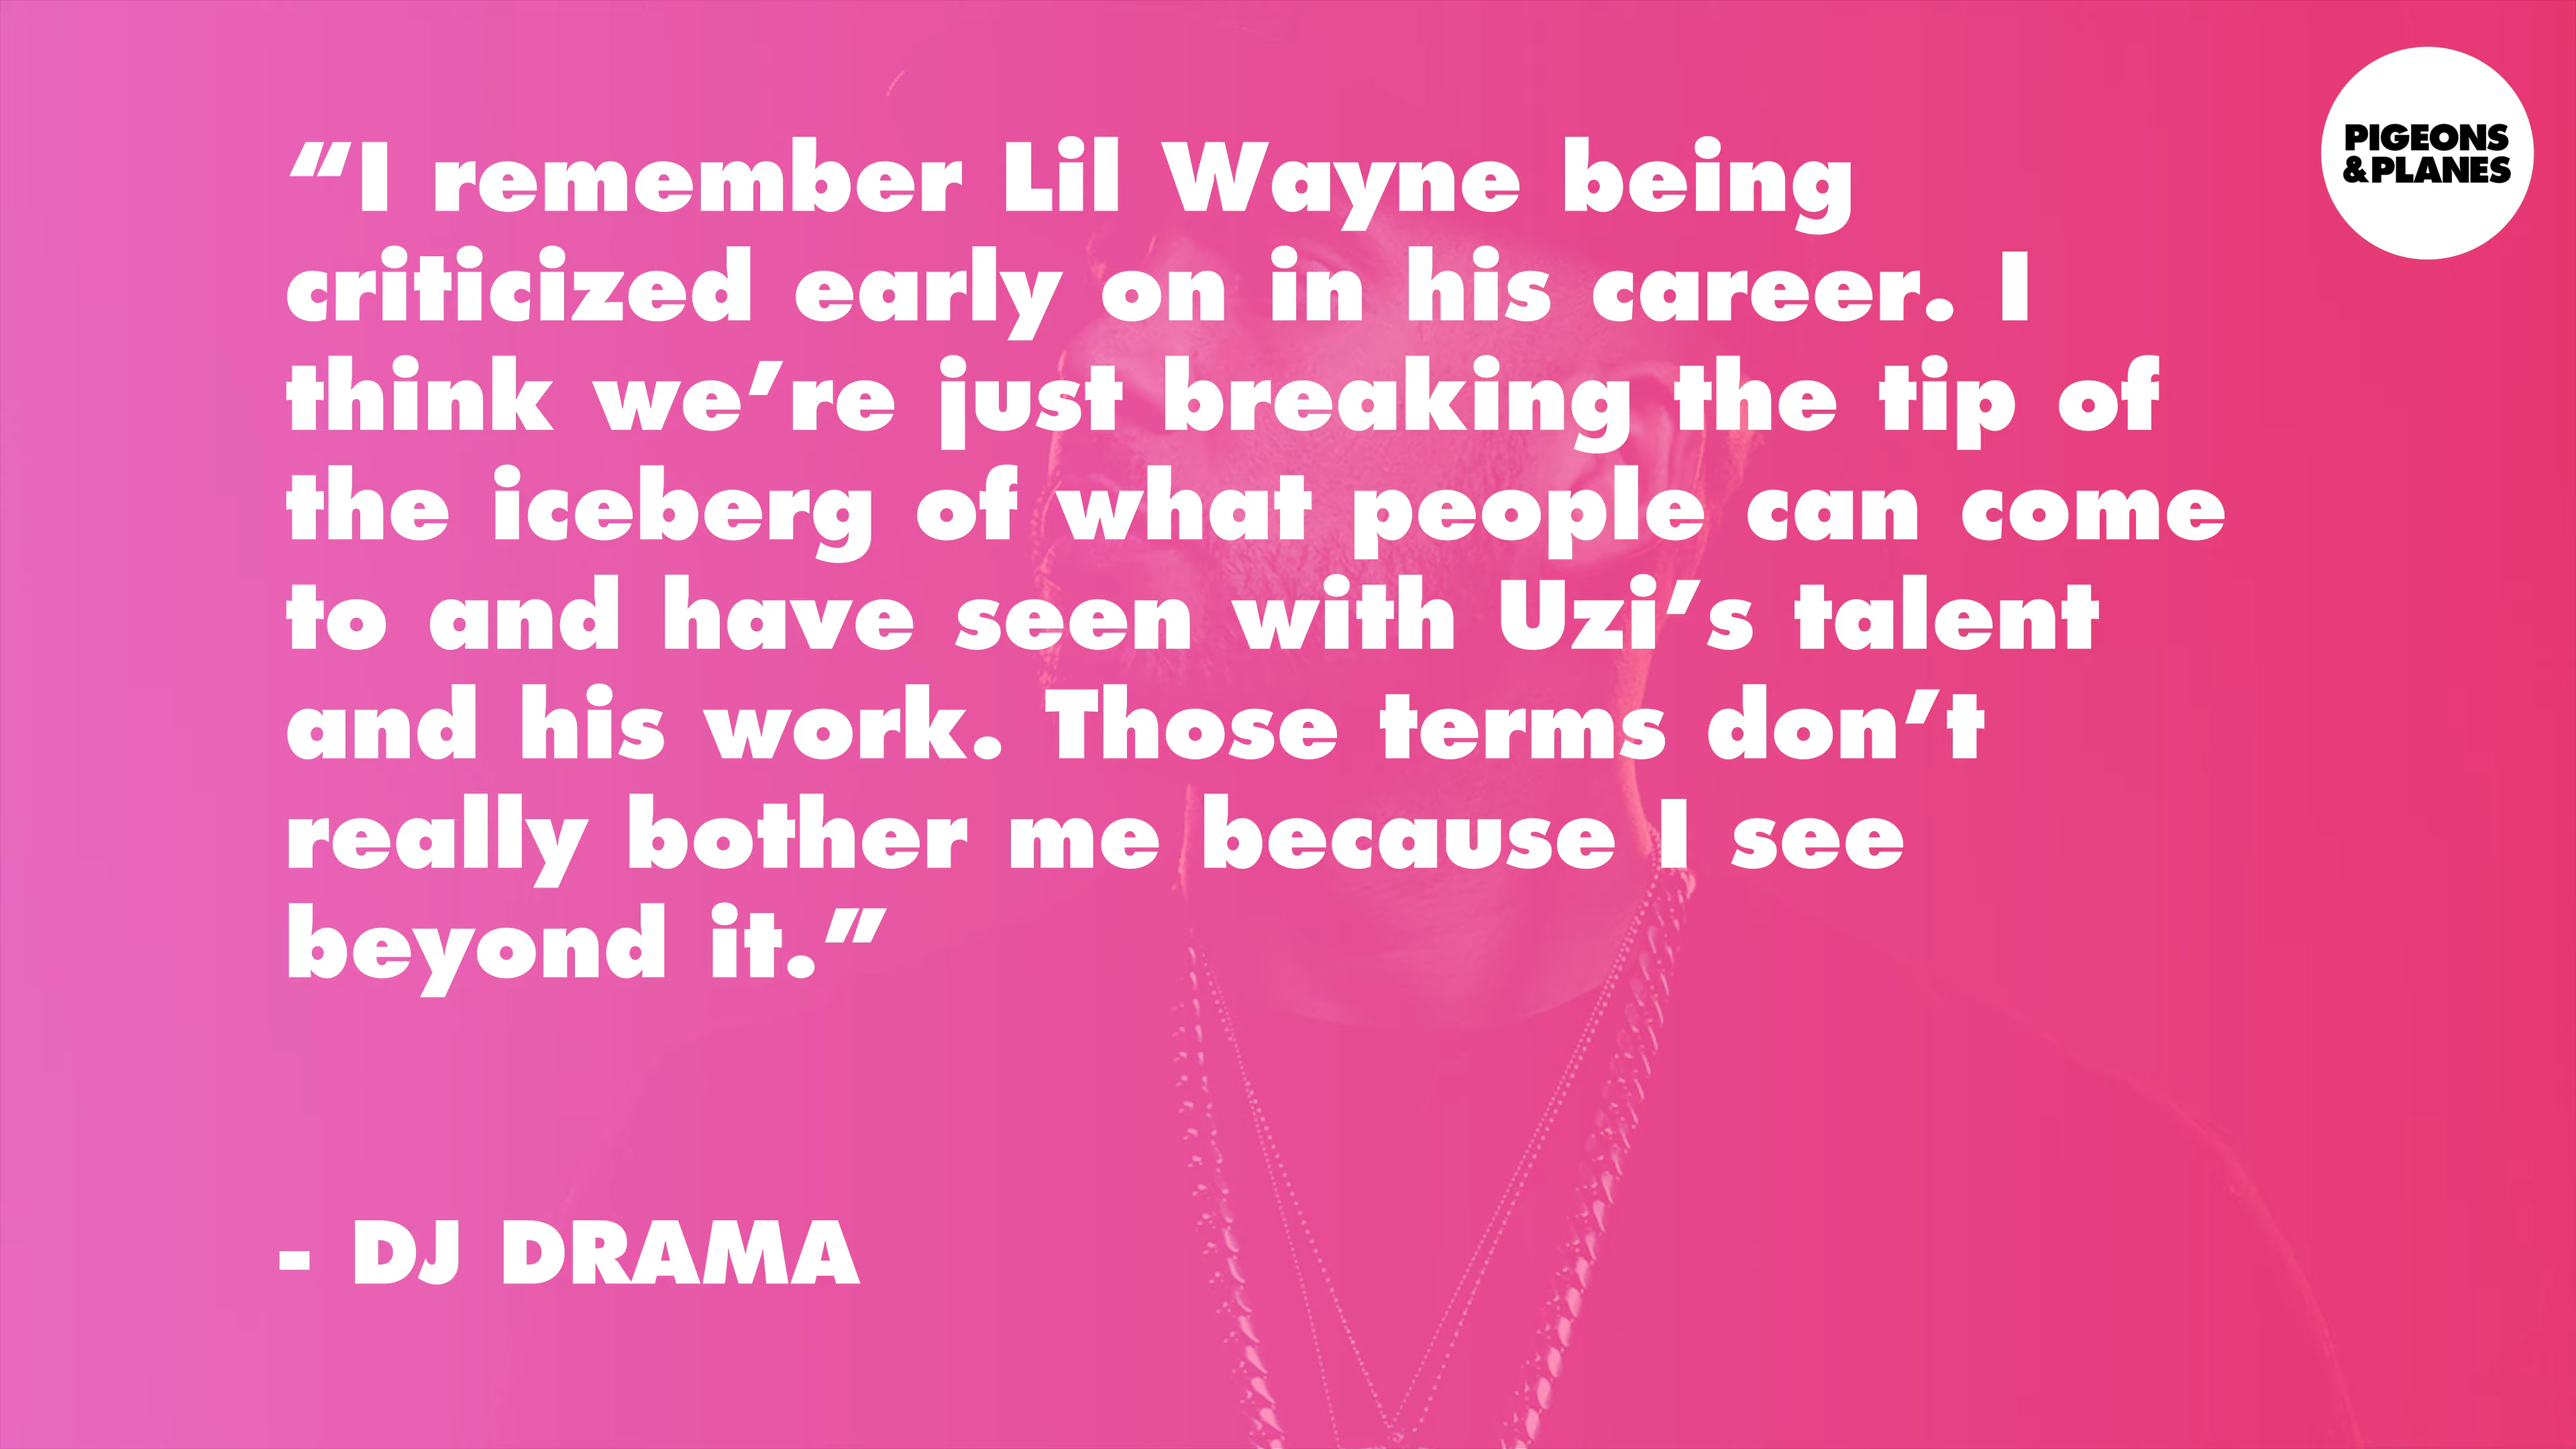 “I remember Lil Wayne being
criticized early on in his career. I
think we’re just breaking the tip of
the iceberg of what people can come
to and have seen with Uzi’s talent
and his work. Those terms don’t
really bother me because I see
beyond it.”
- DJ DRAMA
PIGEONS
&PLANES